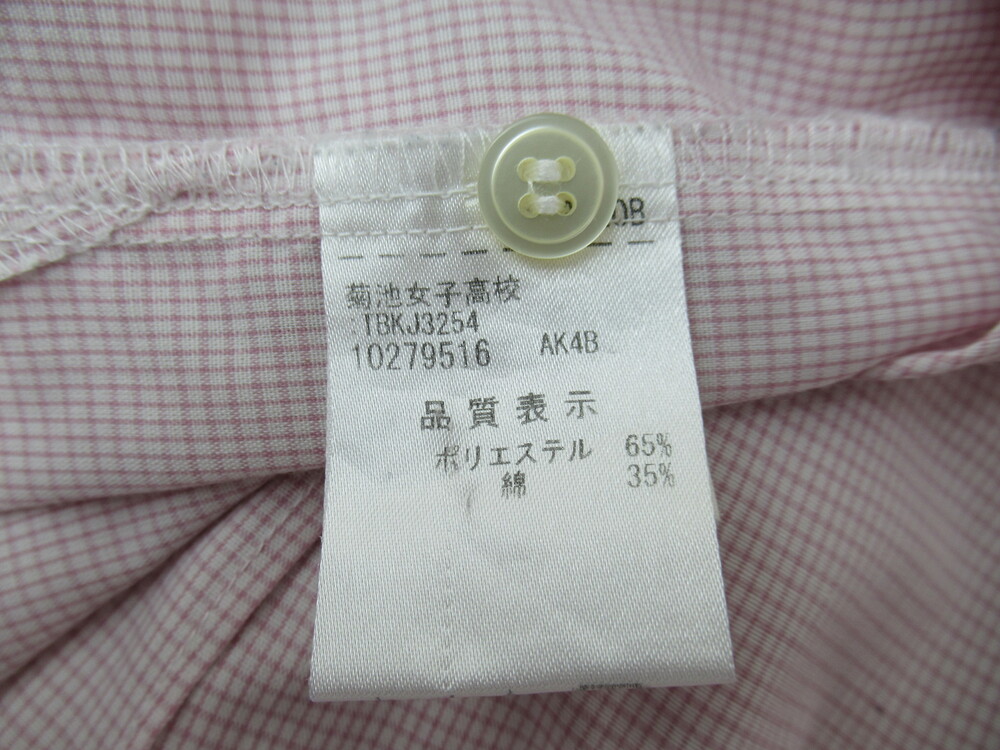 0B
菊池女子高校
TBKJ3254
10279516 AK4B
品質表示
ポリエステル 65%
綿 35%